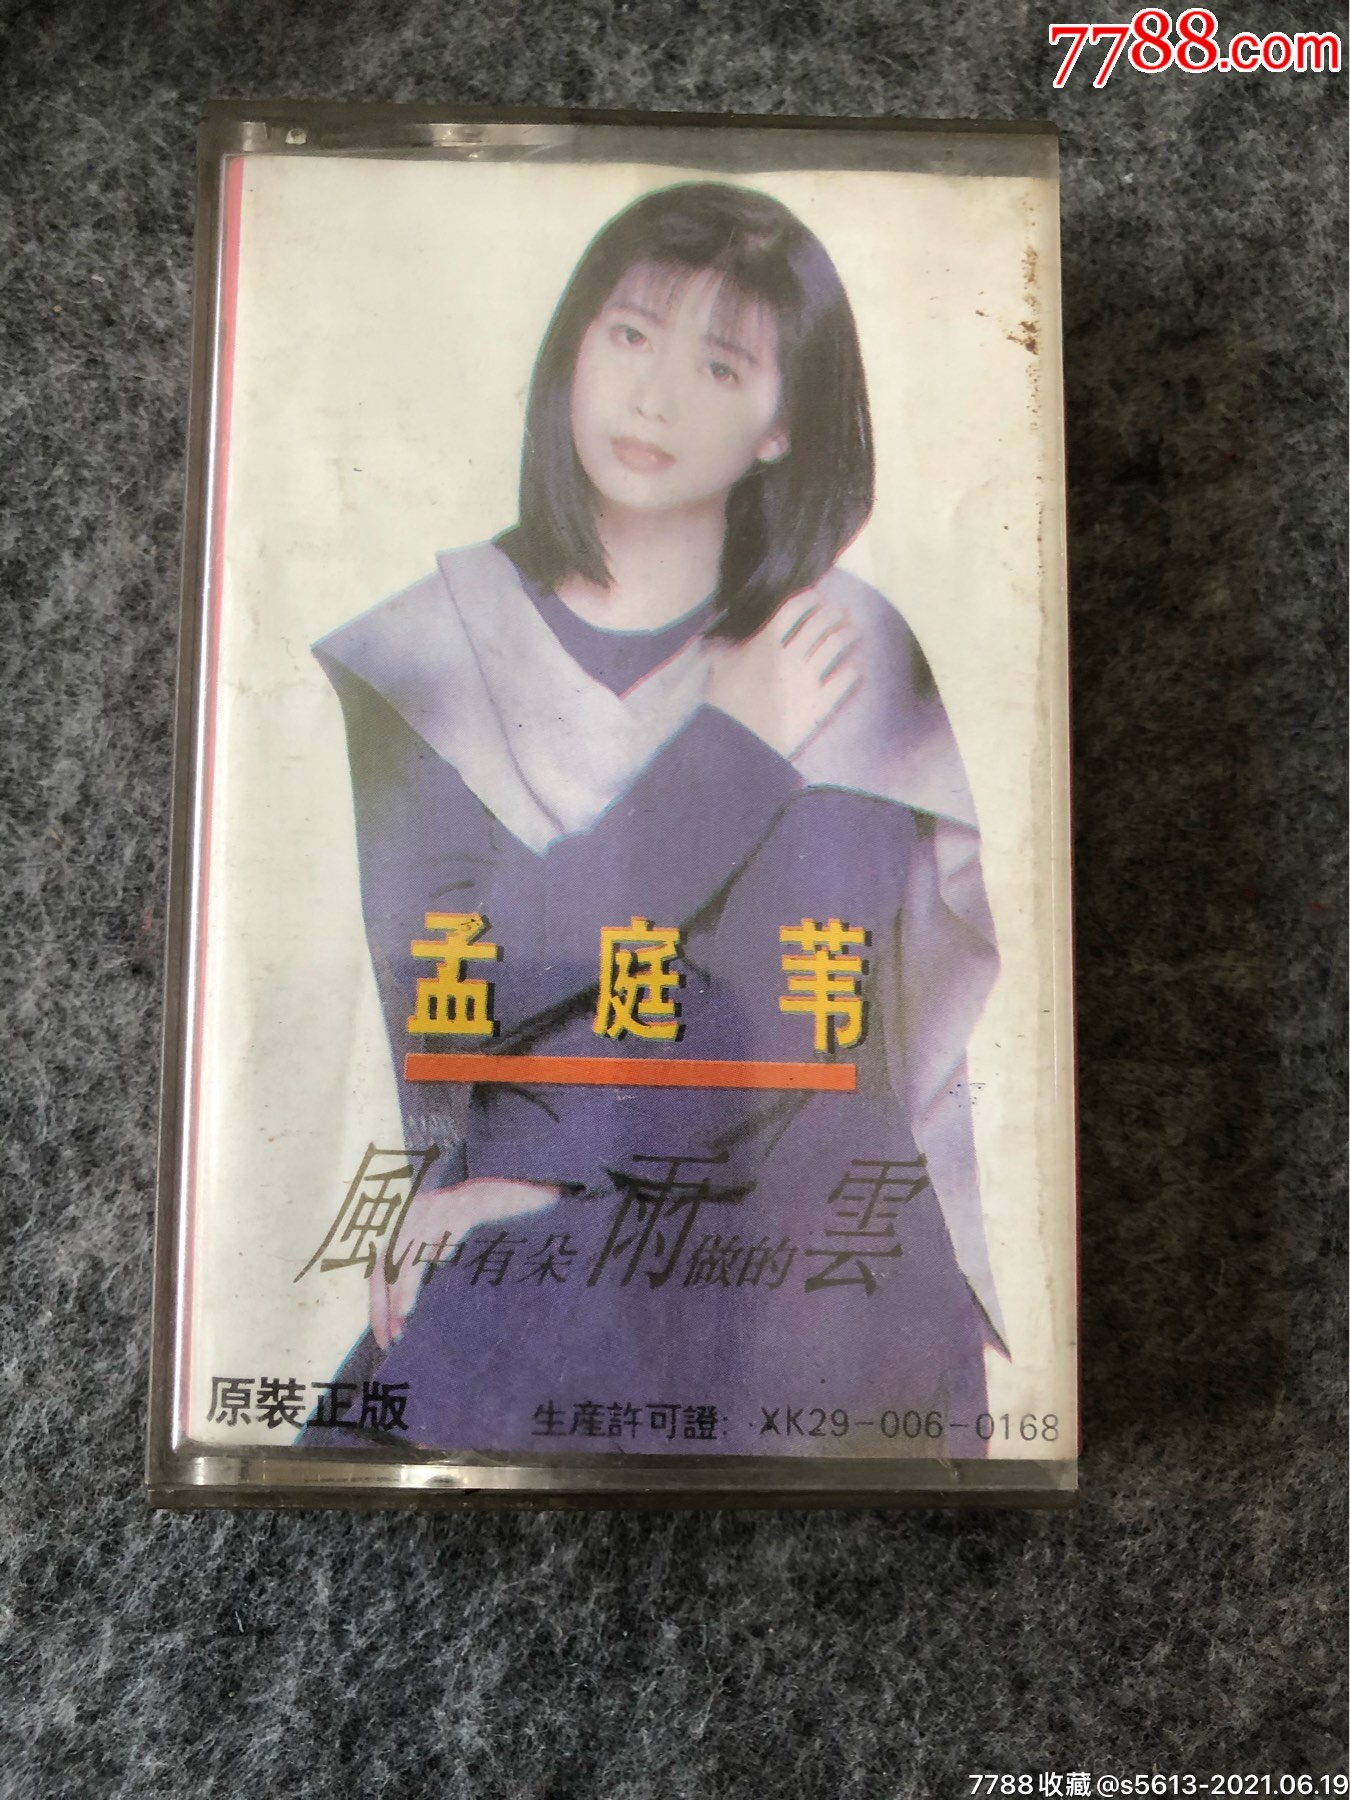 7788.com
孟庭苇
風中有朵雨做的雲
原裝正版
生産許可證: XK29-006-0168
7788收藏@s5613-2021.06.19